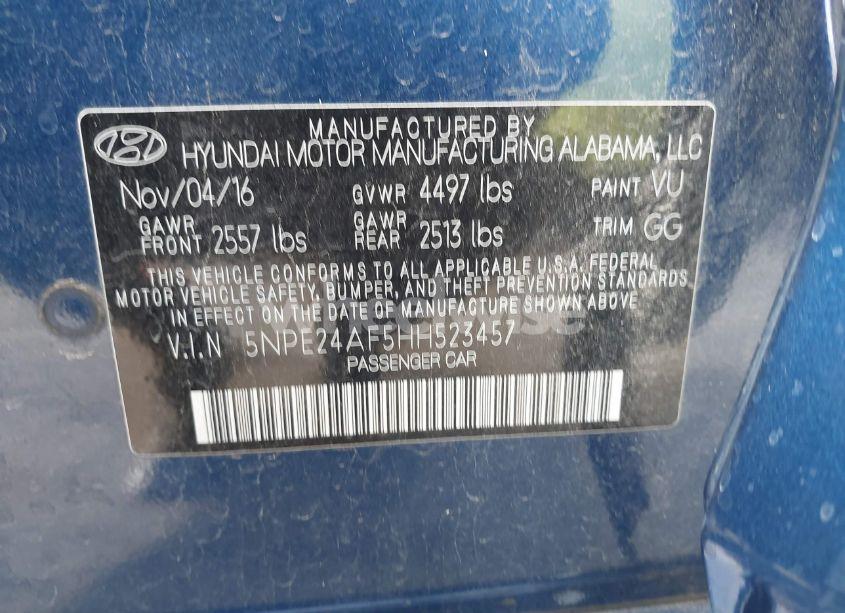 MANUFACTURED BY
HYUNDAI MOTOR MANUFACTURING ALABAMA, LLC
Nov/04/16 GVWR 4497 lbs PAINT VU
GAWR FRONT 2557 lbs GAWR REAR 2513 lbs TRIM GG
THIS VEHICLE CONFORMS TO ALL APPLICABLE U.S.A. FEDERAL
MOTOR VEHICLE SAFETY, BUMPER, AND THEFT PREVENTION STANDARDS
IN EFFECT ON THE DATE OF MANUFACTURE SHOWN ABOVE.
V.I.N 5NPE24AF5HH523457
PASSENGER CAR